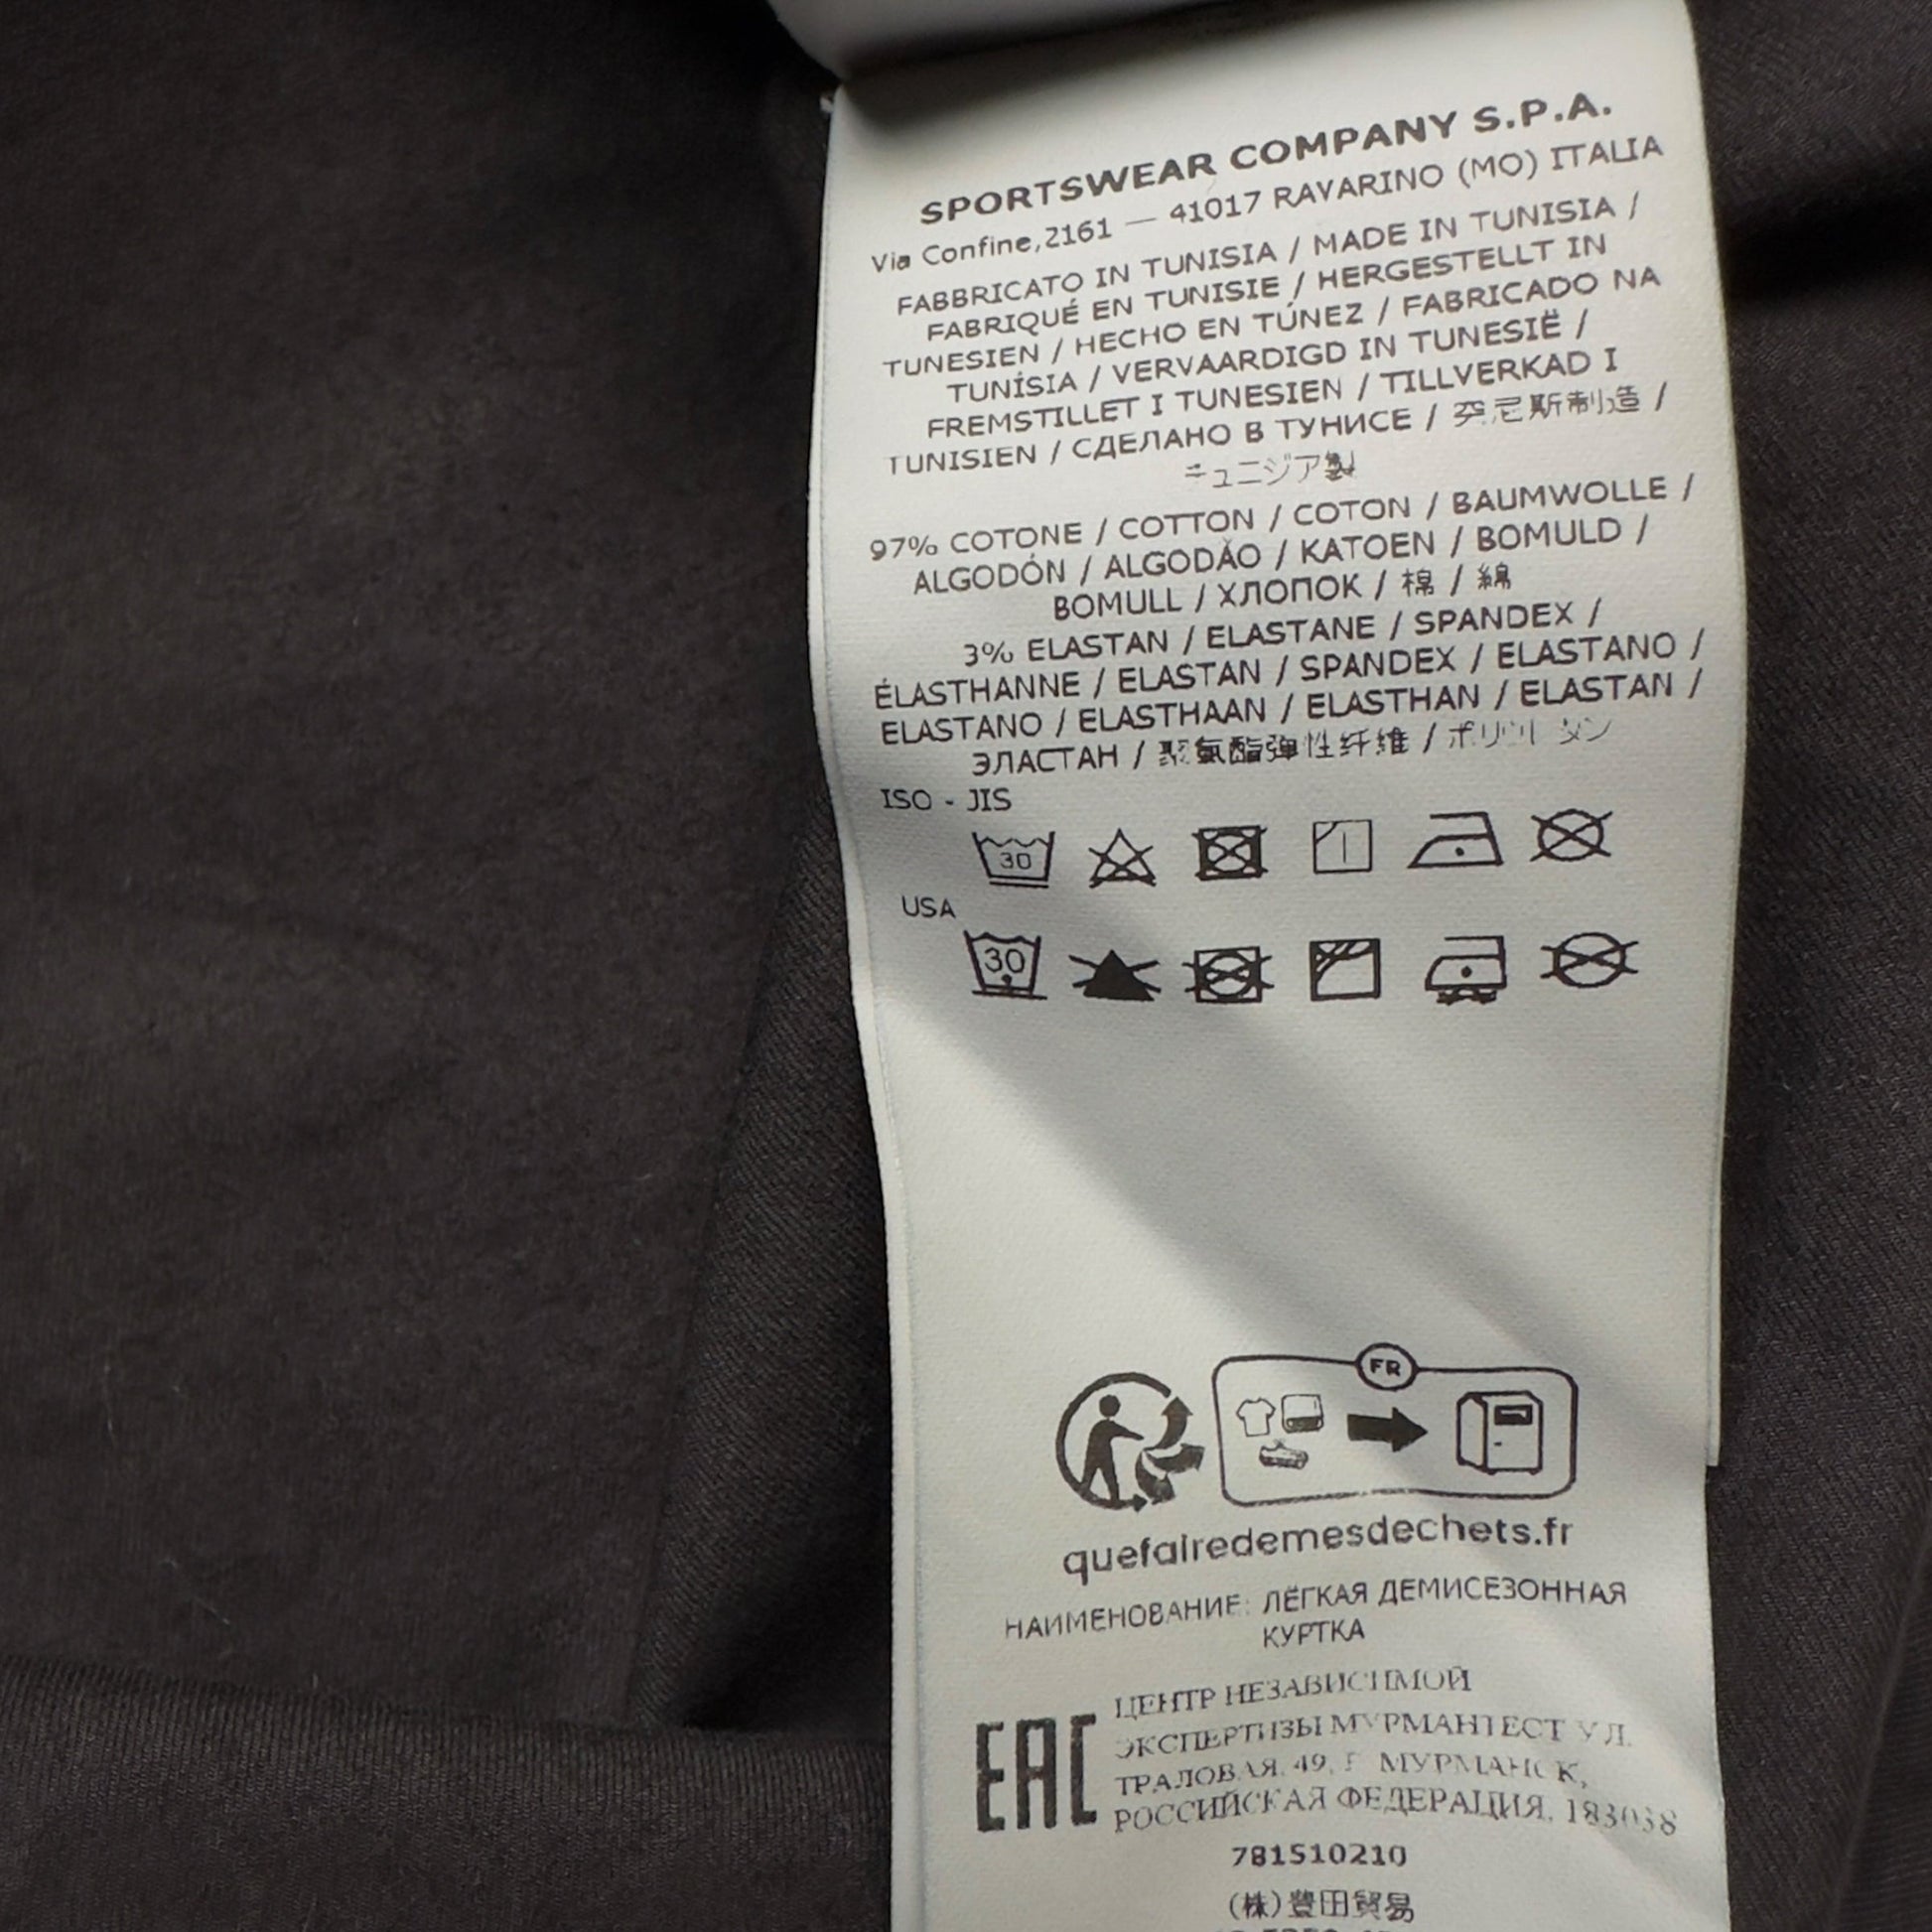 SPORTSWEAR COMPANY S.P.A.
Via Confine,2161 — 41017 RAVARINO (MO) ITALIA
FABBRICATO IN TUNISIA / MADE IN TUNISIA /
FABRIQUÉ EN TUNISIE / HERGESTELLT IN
TUNESIEN / HECHO EN TÚNEZ / FABRICADO NA
TUNÍSIA / VERVAARDIGD IN TUNESIË /
FREMSTILLET I TUNESIEN / TILLVERKAD I
TUNISIEN / СДЕЛАНО В ТУНИСЕ / 突尼斯制造 /
チュニジア製
97% COTONE / COTTON / COTON / BAUMWOLLE /
ALGODÓN / ALGODÃO / KATOEN / BOMULD /
BOMULL / ХЛОПОК / 棉 / 綿
3% ELASTAN / ELASTANE / SPANDEX /
ÉLASTHANNE / ELASTAN / SPANDEX / ELASTANO /
ELASTANO / ELASTHAAN / ELASTHAN / ELASTAN /
ЭЛАСТАН / 聚氨酯弹性纤维 /
ISO - JIS
30
USA
30
FR
quefairedemesdechets.fr
НАИМЕНОВАНИЕ: ЛЁГКАЯ ДЕМИСЕЗОННАЯ
КУРТКА
EAC
ЦЕНТР НЕЗАВИСИМОЙ
ЭКСПЕРТИЗЫ МУРМАНТЕСТ УЛ.
ТРАЛОВАЯ, 49, Г. МУРМАНСК,
РОССИЙСКАЯ ФЕДЕРАЦИЯ, 183038
781510210
(株)豊田貿易